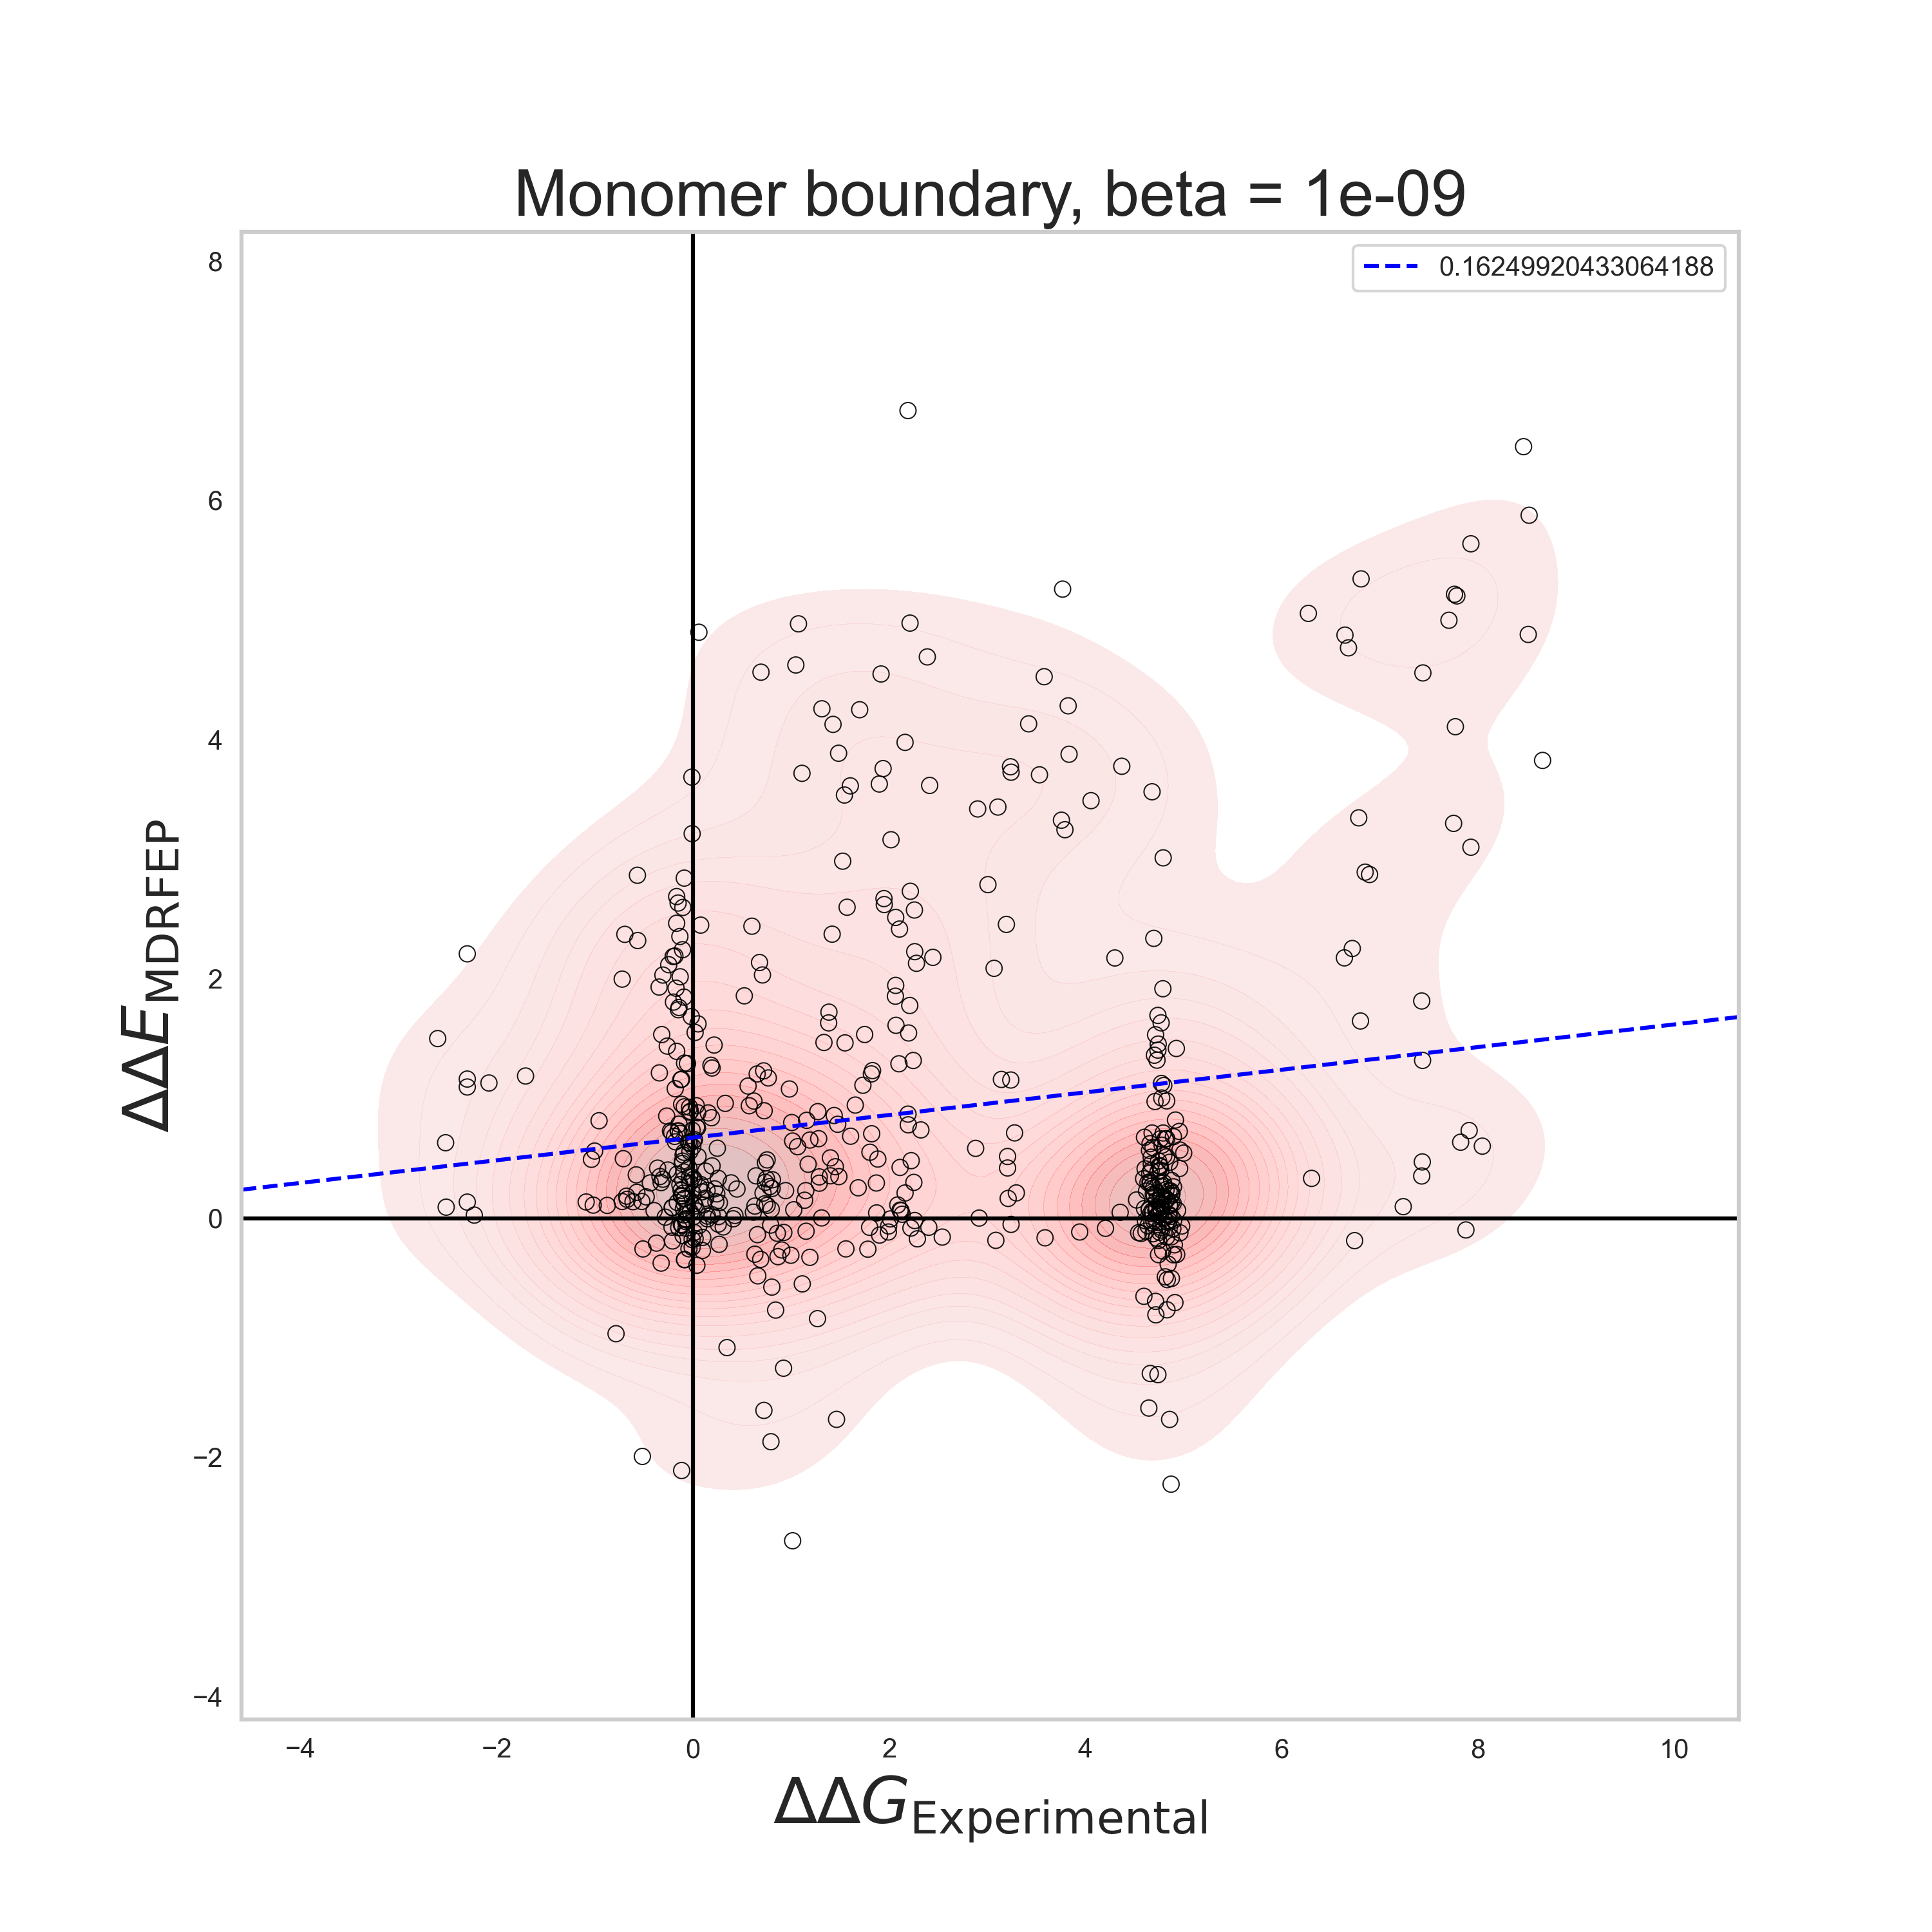 Monomer boundary, beta = 1e-09
0.16249920433064188
8
6
4
2
0
−2
−4
ΔΔE_MDRFEP
−4 −2 0 2 4 6 8 10
ΔΔG_Experimental